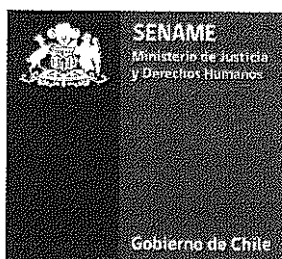 SENAME
Ministerio de Justicia
y Derechos Humanos
Gobierno de Chile